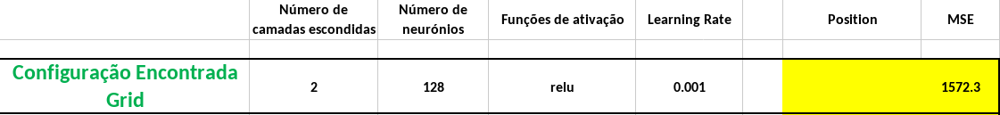 Número de camadas escondidas
Número de neurónios
Funções de ativação
Learning Rate
Position
MSE
Configuração Encontrada
Grid
2
128
relu
0.001
1572.3